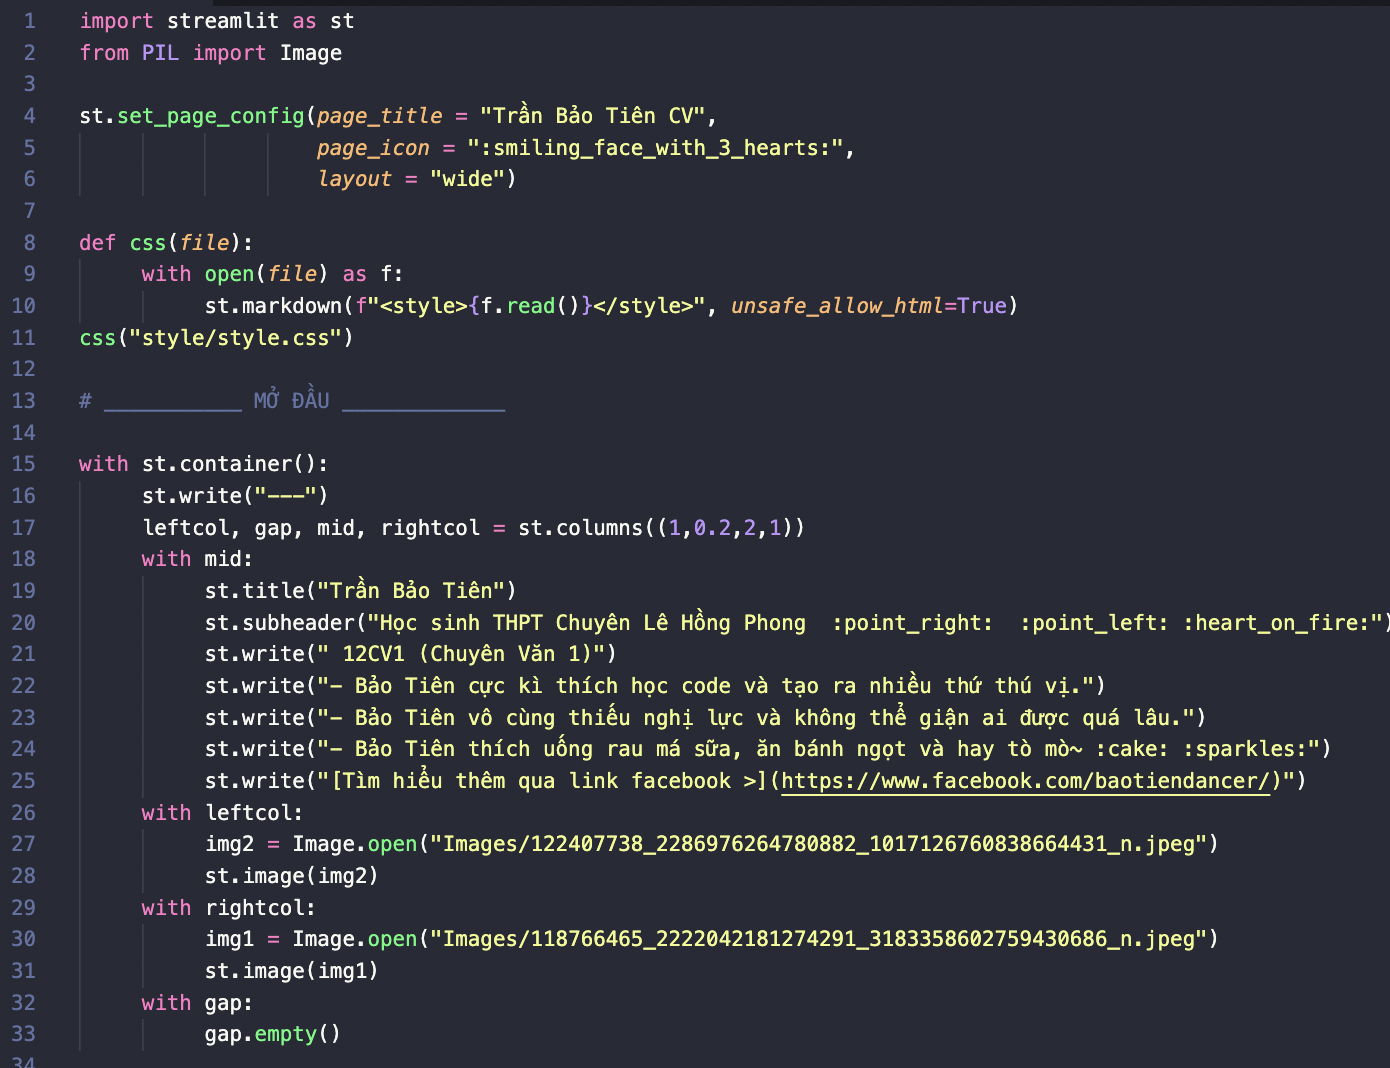 1 import streamlit as st
2 from PIL import Image
3
4 st.set_page_config(page_title = "Trần Bảo Tiên CV",
5 page_icon = ":smiling_face_with_3_hearts:",
6 layout = "wide")
7
8 def css(file):
9 with open(file) as f:
10 st.markdown(f"<style>{f.read()}</style>", unsafe_allow_html=True)
11 css("style/style.css")
12
13 # ___________ MỞ ĐẦU _____________
14
15 with st.container():
16 st.write("---")
17 leftcol, gap, mid, rightcol = st.columns((1,0.2,2,1))
18 with mid:
19 st.title("Trần Bảo Tiên")
20 st.subheader("Học sinh THPT Chuyên Lê Hồng Phong  :point_right:  :point_left: :heart_on_fire:")
21 st.write(" 12CV1 (Chuyên Văn 1)")
22 st.write("- Bảo Tiên cực kì thích học code và tạo ra nhiều thứ thú vị.")
23 st.write("- Bảo Tiên vô cùng thiếu nghị lực và không thể giận ai được quá lâu.")
24 st.write("- Bảo Tiên thích uống rau má sữa, ăn bánh ngọt và hay tò mò~ :cake: :sparkles:")
25 st.write("[Tìm hiểu thêm qua link facebook >](https://www.facebook.com/baotiendancer/)")
26 with leftcol:
27 img2 = Image.open("Images/122407738_2286976264780882_1017126760838664431_n.jpeg")
28 st.image(img2)
29 with rightcol:
30 img1 = Image.open("Images/118766465_2222042181274291_3183358602759430686_n.jpeg")
31 st.image(img1)
32 with gap:
33 gap.empty()
34